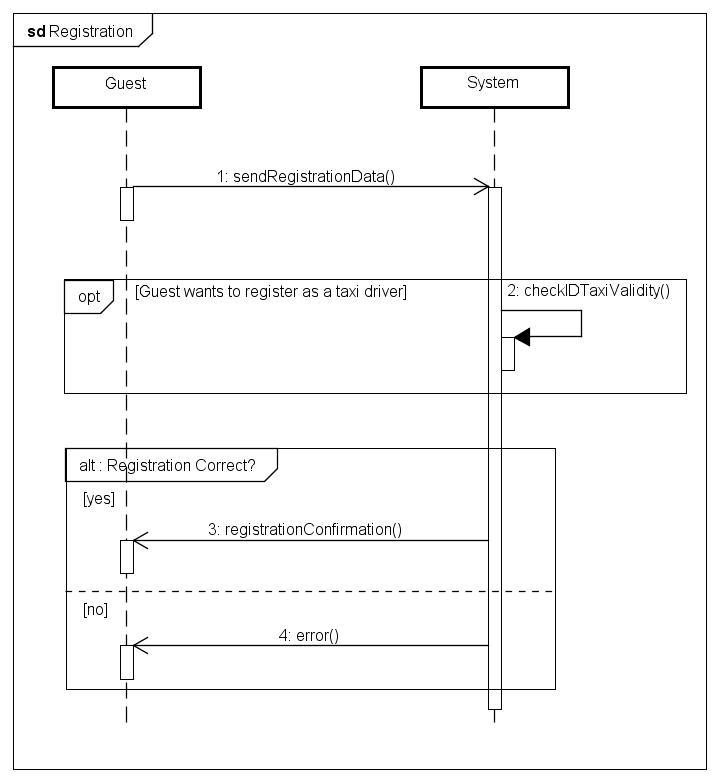 sd Registration
Guest
System
1: sendRegistrationData()
opt
[Guest wants to register as a taxi driver]
2: checkIDTaxiValidity()
alt : Registration Correct?
[yes]
3: registrationConfirmation()
[no]
4: error()